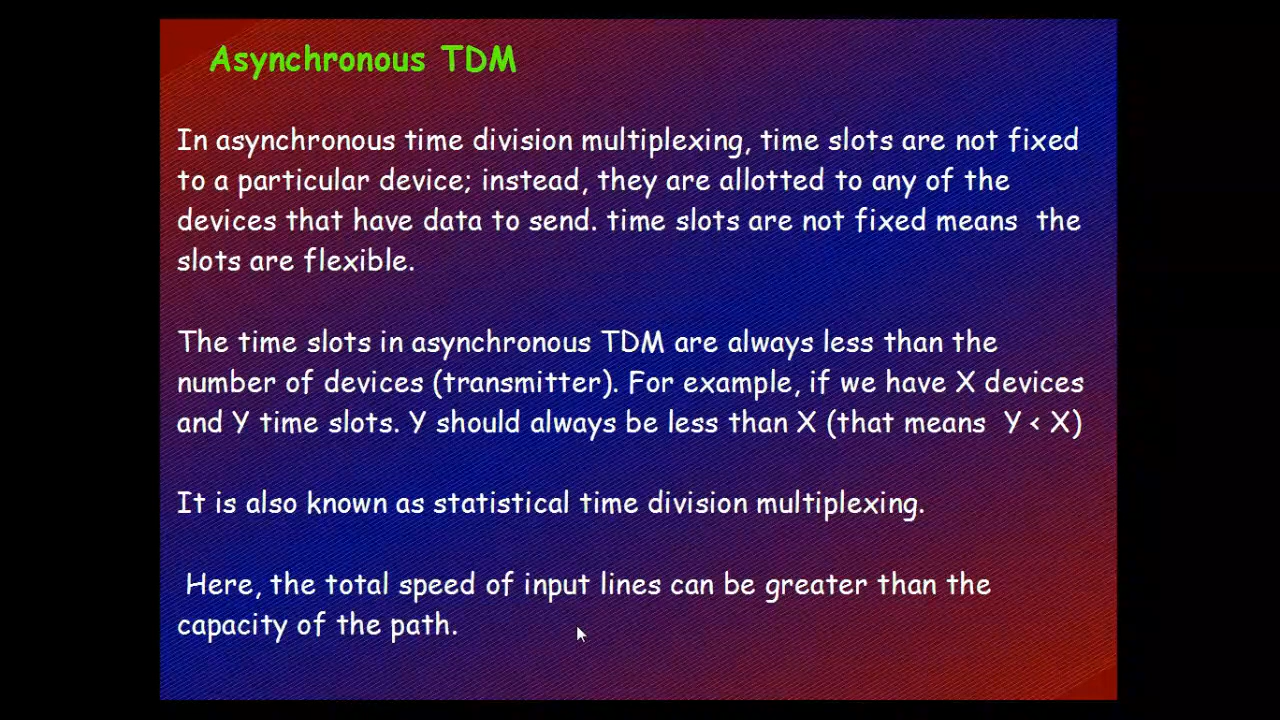 Asynchronous TDM
In asynchronous time division multiplexing, time slots are not fixed
to a particular device; instead, they are allotted to any of the
devices that have data to send. time slots are not fixed means the
slots are flexible.
The time slots in asynchronous TDM are always less than the
number of devices (transmitter). For example, if we have X devices
and Y time slots. Y should always be less than X (that means Y < X)
It is also known as statistical time division multiplexing.
Here, the total speed of input lines can be greater than the
capacity of the path.